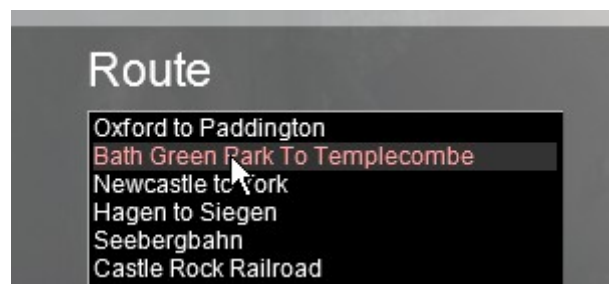 Route
Oxford to Paddington
Bath Green Park To Templecombe
Newcastle to York
Hagen to Siegen
Seebergbahn
Castle Rock Railroad